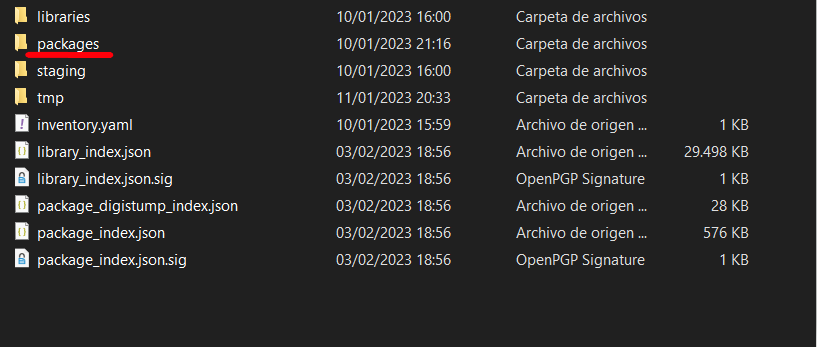 libraries 10/01/2023 16:00 Carpeta de archivos
packages 10/01/2023 21:16 Carpeta de archivos
staging 10/01/2023 16:00 Carpeta de archivos
tmp 11/01/2023 20:33 Carpeta de archivos
inventory.yaml 10/01/2023 15:59 Archivo de origen ... 1 KB
library_index.json 03/02/2023 18:56 Archivo de origen ... 29.498 KB
library_index.json.sig 03/02/2023 18:56 OpenPGP Signature 1 KB
package_digistump_index.json 03/02/2023 18:56 Archivo de origen ... 28 KB
package_index.json 03/02/2023 18:56 Archivo de origen ... 576 KB
package_index.json.sig 03/02/2023 18:56 OpenPGP Signature 1 KB